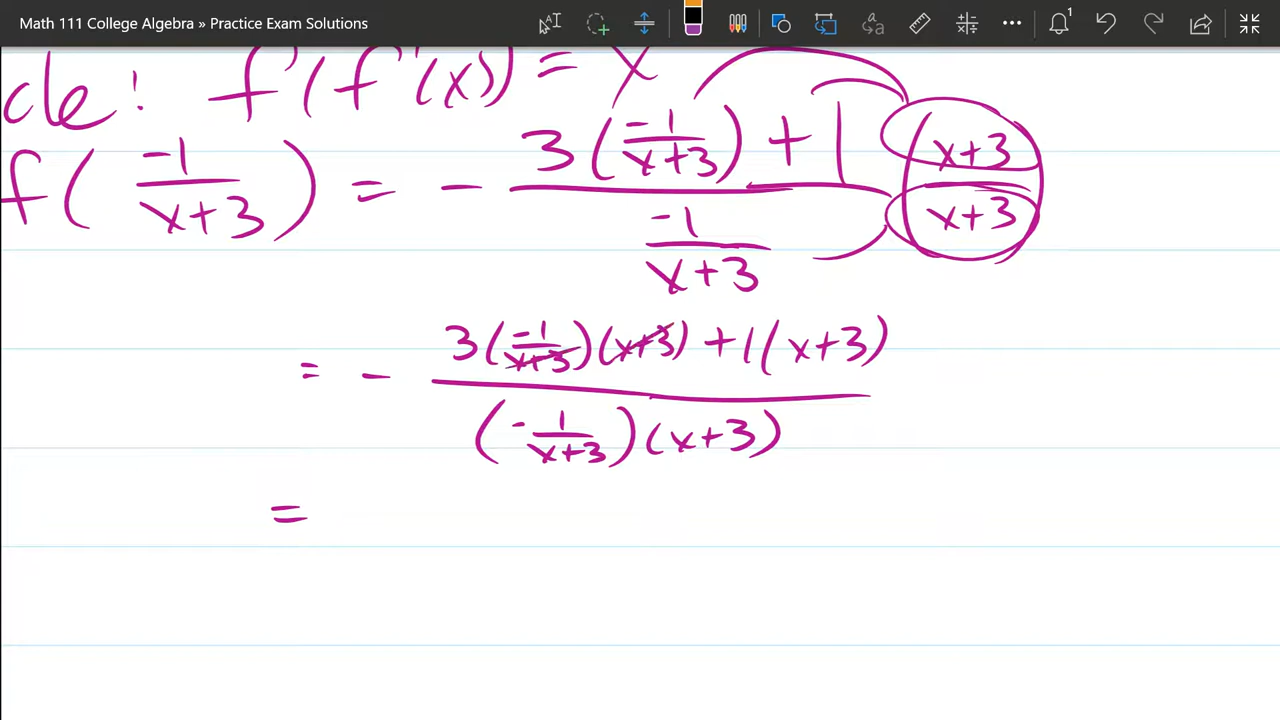 Math 111 College Algebra » Practice Exam Solutions
1
cle! f(f⁻¹(x)) = x
f(-1/(x+3)) = - (3(-1/(x+3)) + 1)/(-1/(x+3)) ((x+3)/(x+3))
= - (3(-1/(x+3))(x+3) + 1(x+3))/((-1/(x+3))(x+3))
=